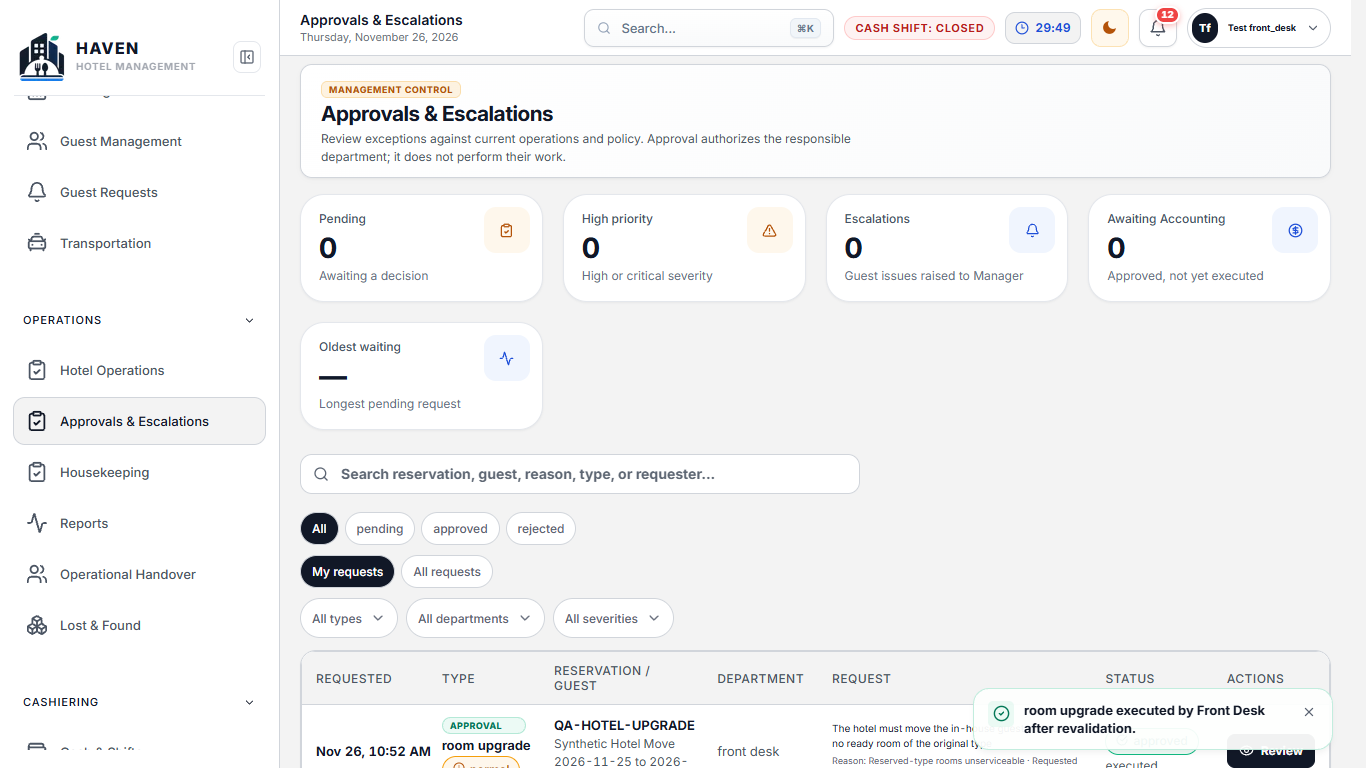 HAVEN
HOTEL MANAGEMENT
Guest Management
Guest Requests
Transportation
OPERATIONS
Hotel Operations
Approvals & Escalations
Housekeeping
Reports
Operational Handover
Lost & Found
CASHIERING
Approvals & Escalations
Thursday, November 26, 2026
Search...
⌘K
CASH SHIFT: CLOSED
29:49
12
Tf
Test front_desk
MANAGEMENT CONTROL
Approvals & Escalations
Review exceptions against current operations and policy. Approval authorizes the responsible
department; it does not perform their work.
Pending
0
Awaiting a decision
High priority
0
High or critical severity
Escalations
0
Guest issues raised to Manager
Awaiting Accounting
0
Approved, not yet executed
Oldest waiting
—
Longest pending request
Search reservation, guest, reason, type, or requester...
All
pending
approved
rejected
My requests
All requests
All types
All departments
All severities
REQUESTED
TYPE
RESERVATION /
GUEST
DEPARTMENT
REQUEST
STATUS
ACTIONS
Nov 26, 10:52 AM
APPROVAL
room upgrade
QA-HOTEL-UPGRADE
Synthetic Hotel Move
2026-11-25 to 2026-
front desk
The hotel must move the
no ready room of the original
Reason: Reserved-type rooms unserviceable · Requested
executed
Review
room upgrade executed by Front Desk
after revalidation.